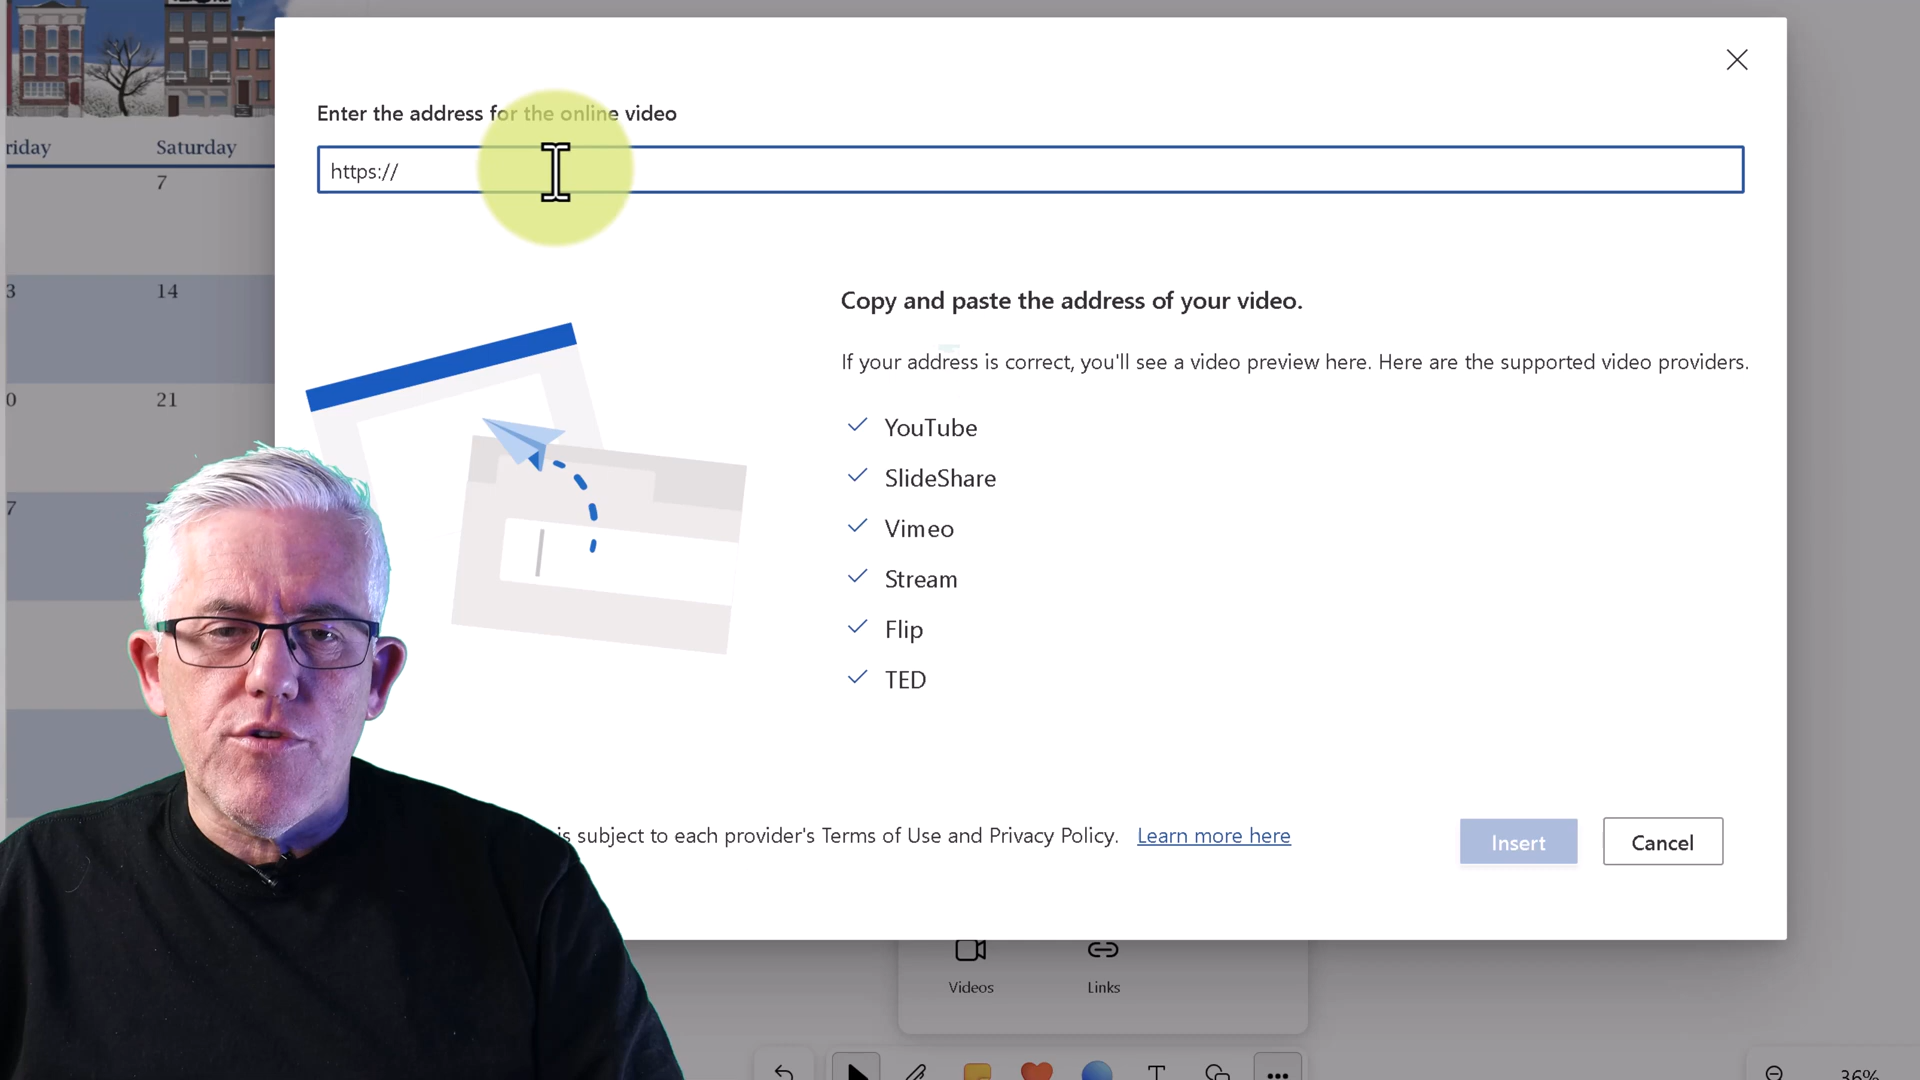 Enter the address for the online video
https://
riday
Saturday
7
3
14
0
21
7
Copy and paste the address of your video.
If your address is correct, you'll see a video preview here. Here are the supported video providers.
YouTube
SlideShare
Vimeo
Stream
Flip
TED
is subject to each provider's Terms of Use and Privacy Policy. Learn more here
Insert
Cancel
Videos
Links
T
36%